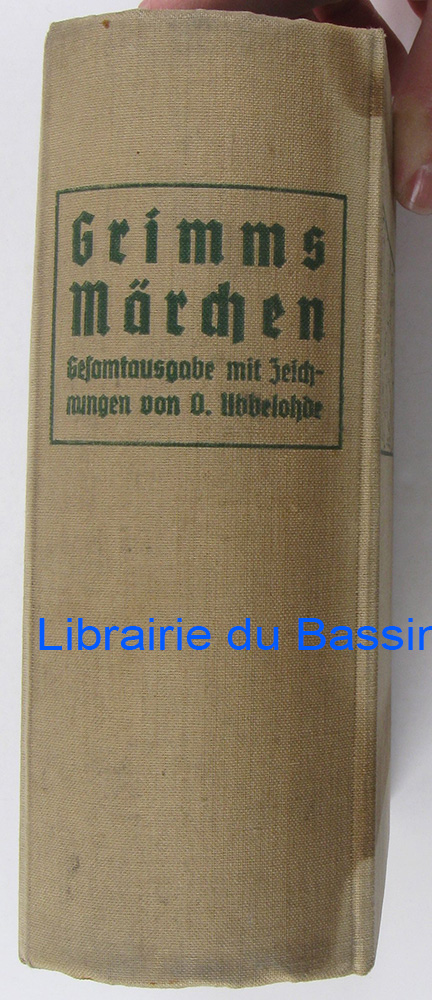 Grimms
Märchen
Gesamtausgabe mit Zeich-
nungen von O. Ubbelohde
Librairie du Bassin